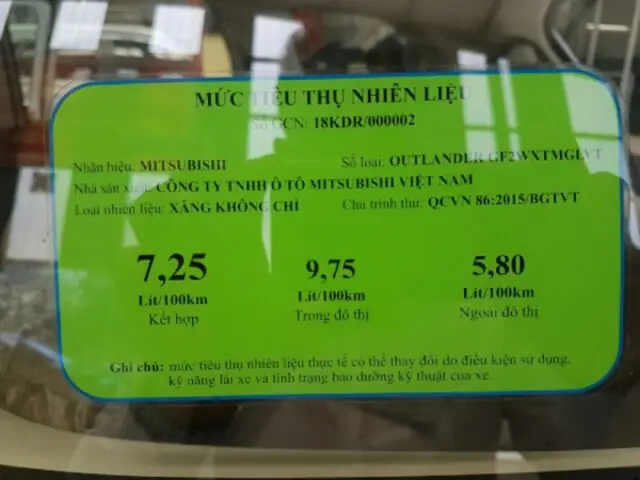 MỨC TIÊU THỤ NHIÊN LIỆU
Số GCN: 18KDR/000002
Nhãn hiệu: MITSUBISHI Số loại: OUTLANDER GF2WXTMGLVT
Nhà sản xuất: CÔNG TY TNHH Ô TÔ MITSUBISHI VIỆT NAM
Loại nhiên liệu: XĂNG KHÔNG CHÌ Chu trình thử: QCVN 86:2015/BGTVT
7,25 9,75 5,80
Lít/100km Lít/100km Lít/100km
Kết hợp Trong đô thị Ngoài đô thị
Ghi chú: mức tiêu thụ nhiên liệu thực tế có thể thay đổi do điều kiện sử dụng,
kỹ năng lái xe và tình trạng bảo dưỡng kỹ thuật của xe.